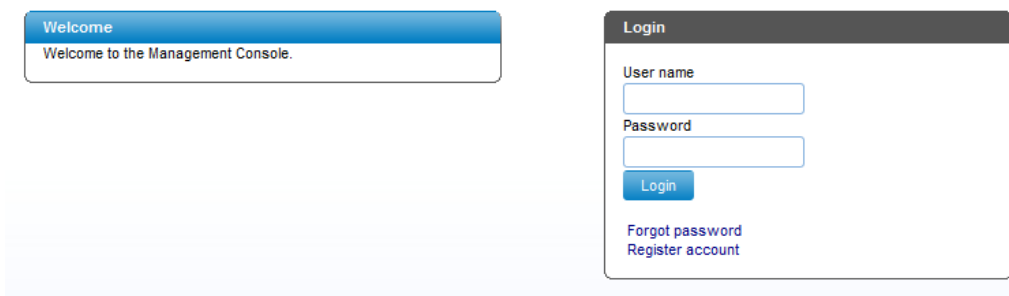 Welcome
Welcome to the Management Console.
Login
User name
Password
Login
Forgot password
Register account